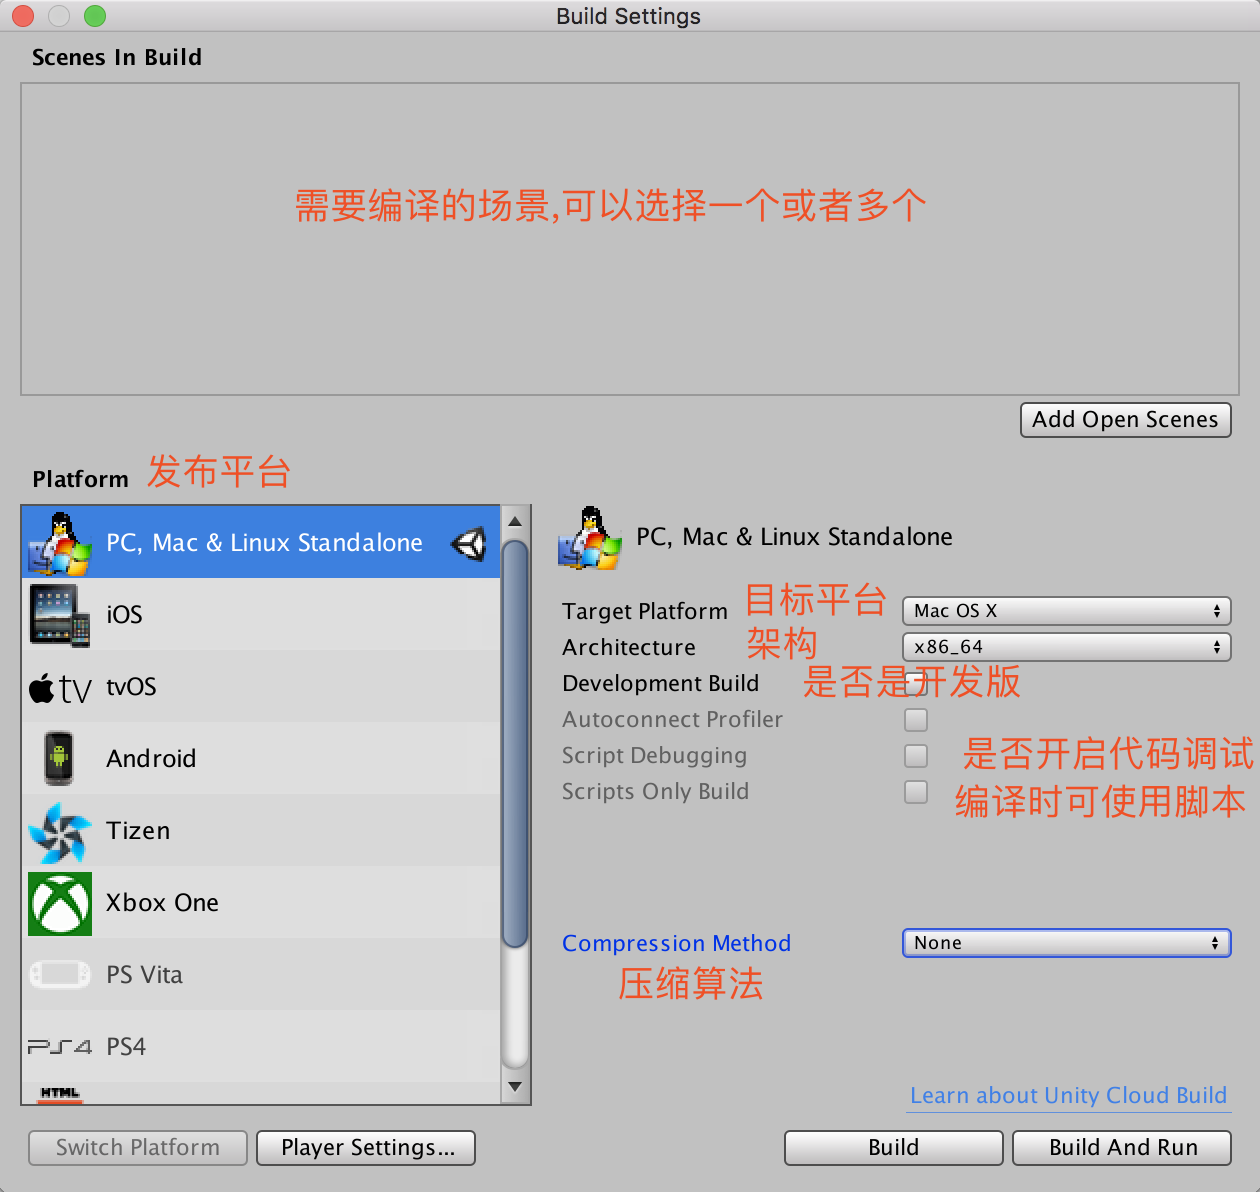 Build Settings
Scenes In Build
需要编译的场景,可以选择一个或者多个
Add Open Scenes
Platform 发布平台
PC, Mac & Linux Standalone
iOS
tv tvOS
Android
Tizen
Xbox One
PS Vita
PS4 PS4
HTML
Switch Platform
Player Settings...
PC, Mac & Linux Standalone
Target Platform 目标平台 Mac OS X
Architecture 架构 x86_64
Development Build 是否是开发版
Autoconnect Profiler
Script Debugging 是否开启代码调试
Scripts Only Build 编译时可使用脚本
Compression Method None
压缩算法
Learn about Unity Cloud Build
Build
Build And Run